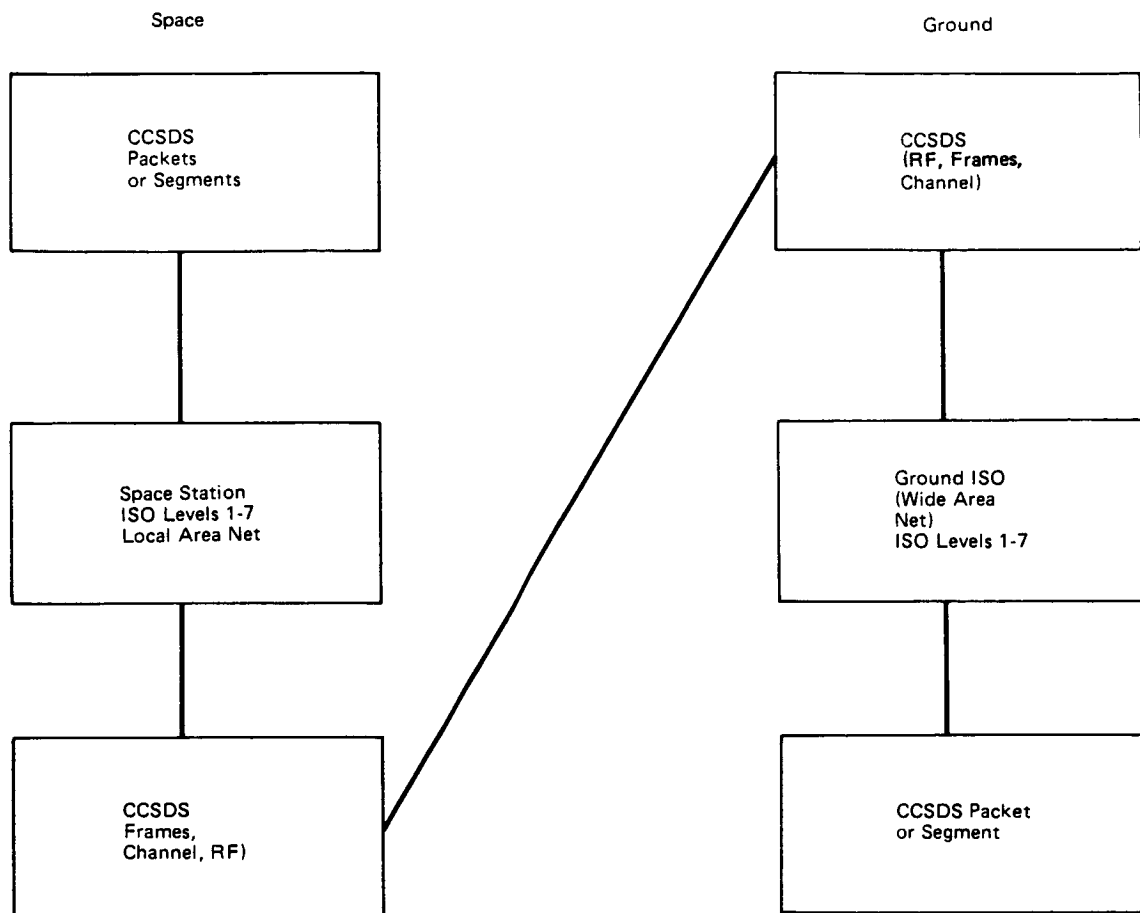 Space
CCSDS
Packets
or Segments
Space Station
ISO Levels 1-7
Local Area Net
CCSDS
Frames,
Channel, RF)
Ground
CCSDS
(RF, Frames,
Channel)
Ground ISO
(Wide Area
Net)
ISO Levels 1-7
CCSDS Packet
or Segment